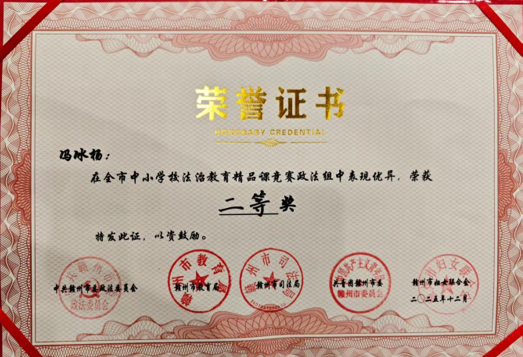 荣誉证书
HONORARY CREDENTIAL
冯冰杨：
在全市中小学校法治教育精品课竞赛政法组中表现优异，荣获
二等奖
特发此证，以资鼓励。
中共赣州市委政法委员会 赣州市教育局 赣州市司法局 共青团赣州市委 赣州市妇女联合会
二〇二五年十二月